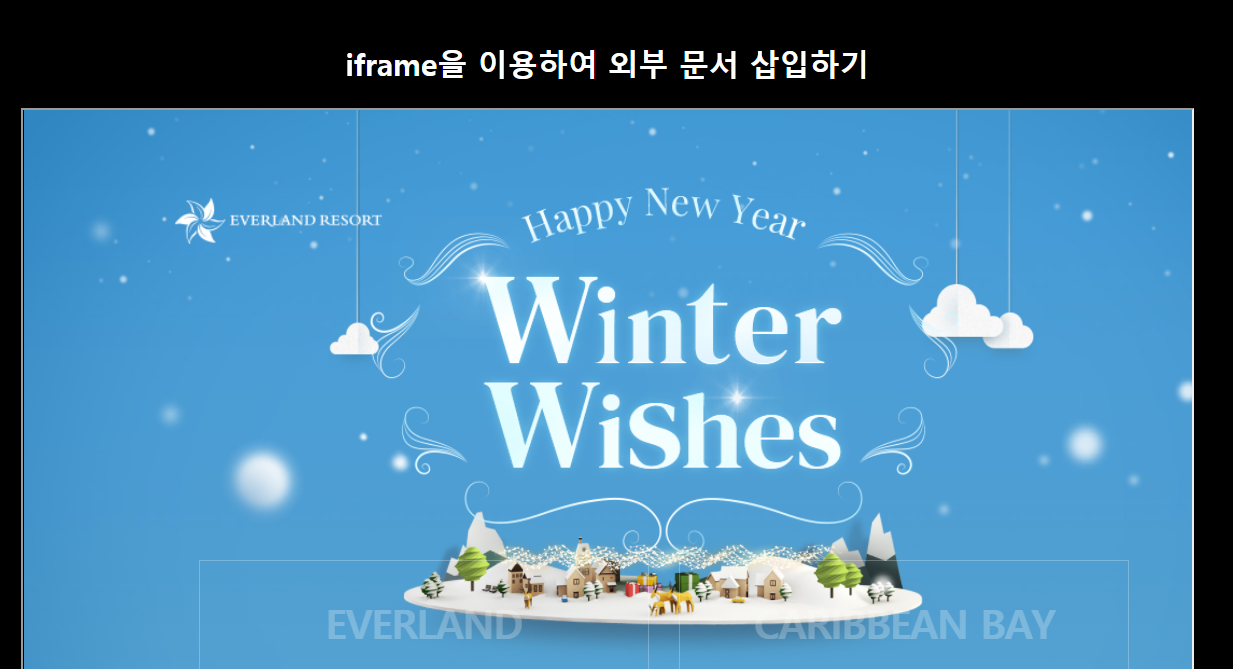 iframe을 이용하여 외부 문서 삽입하기
EVERLAND RESORT
Happy New Year
Winter
Wishes
EVERLAND
CARIBBEAN BAY